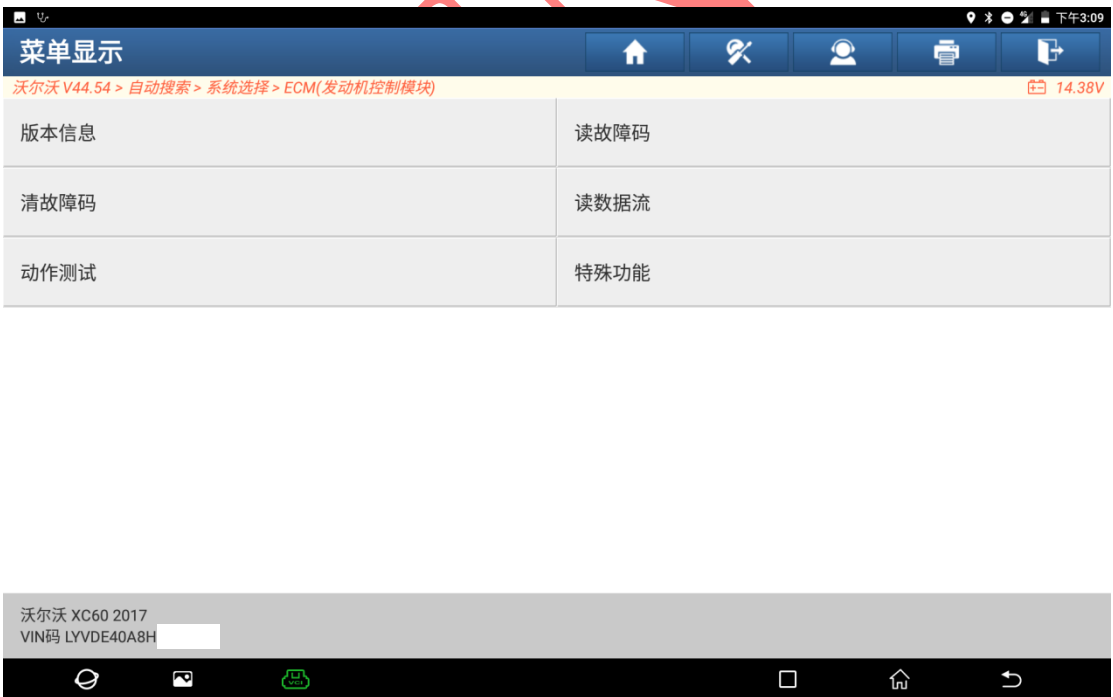 下午3:09
菜单显示
沃尔沃 V44.54 > 自动搜索 > 系统选择 > ECM(发动机控制模块)
14.38V
版本信息
读故障码
清故障码
读数据流
动作测试
特殊功能
沃尔沃 XC60 2017
VIN码 LYVDE40A8H
VCI